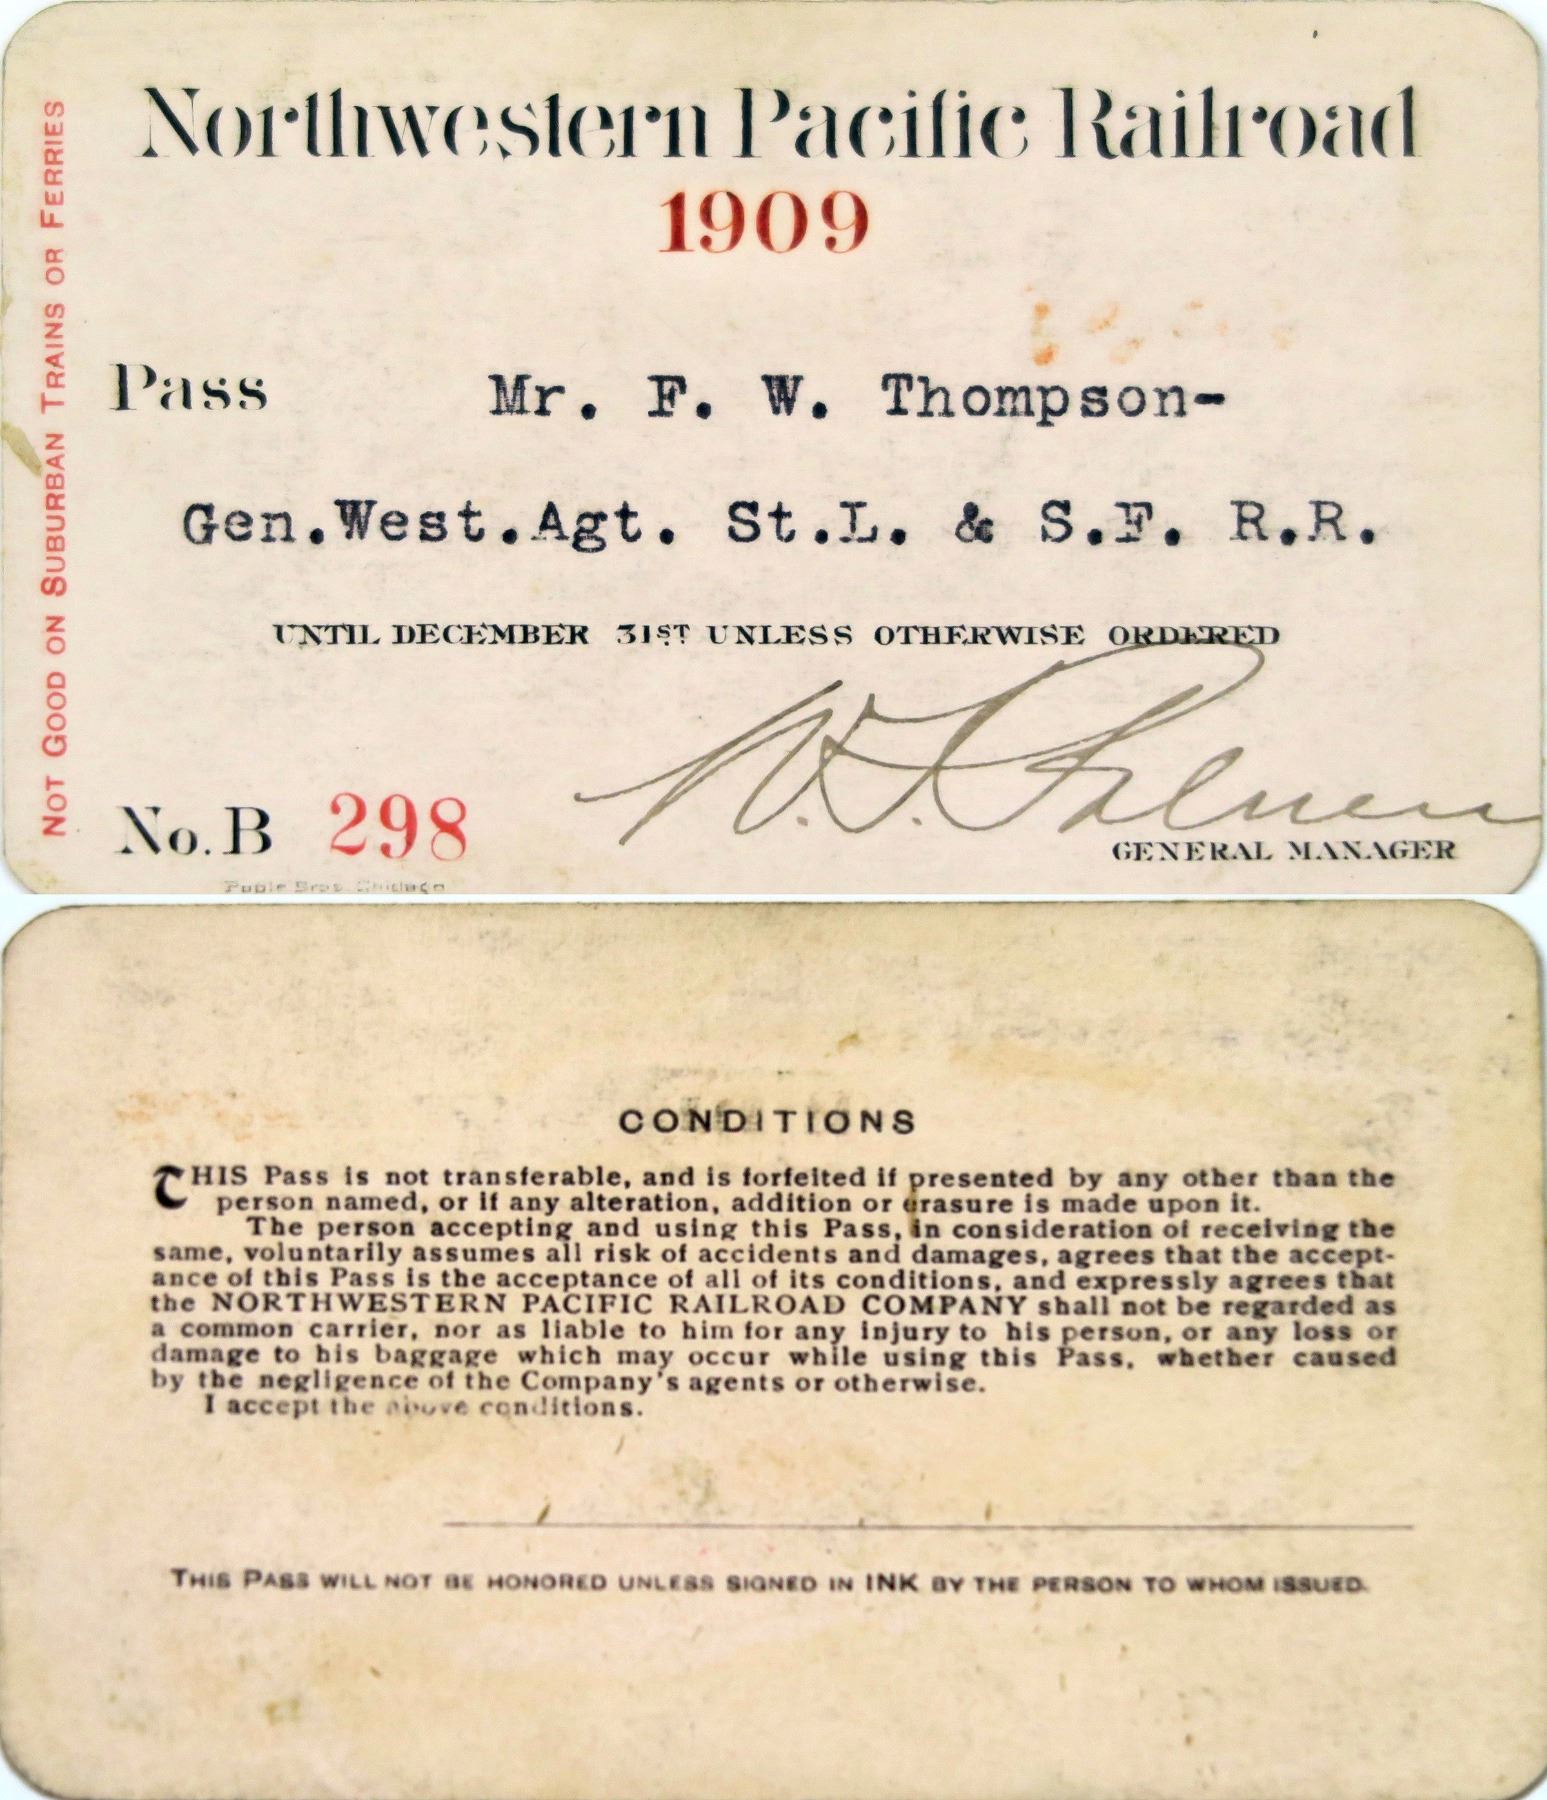 Northwestern Pacific Railroad
1909
NOT GOOD ON SUBURBAN TRAINS OR FERRIES
Pass Mr. F. W. Thompson-
Gen.West.Agt. St.L. & S.F. R.R.
UNTIL DECEMBER 31ST UNLESS OTHERWISE ORDERED
No. B 298
GENERAL MANAGER
Poole Bros. Chicago
CONDITIONS
THIS Pass is not transferable, and is forfeited if presented by any other than the
person named, or if any alteration, addition or erasure is made upon it.
The person accepting and using this Pass, in consideration of receiving the
same, voluntarily assumes all risk of accidents and damages, agrees that the accept-
ance of this Pass is the acceptance of all of its conditions, and expressly agrees that
the NORTHWESTERN PACIFIC RAILROAD COMPANY shall not be regarded as
a common carrier, nor as liable to him for any injury to his person, or any loss or
damage to his baggage which may occur while using this Pass, whether caused
by the negligence of the Company's agents or otherwise.
I accept the above conditions.
THIS PASS WILL NOT BE HONORED UNLESS SIGNED IN INK BY THE PERSON TO WHOM ISSUED.